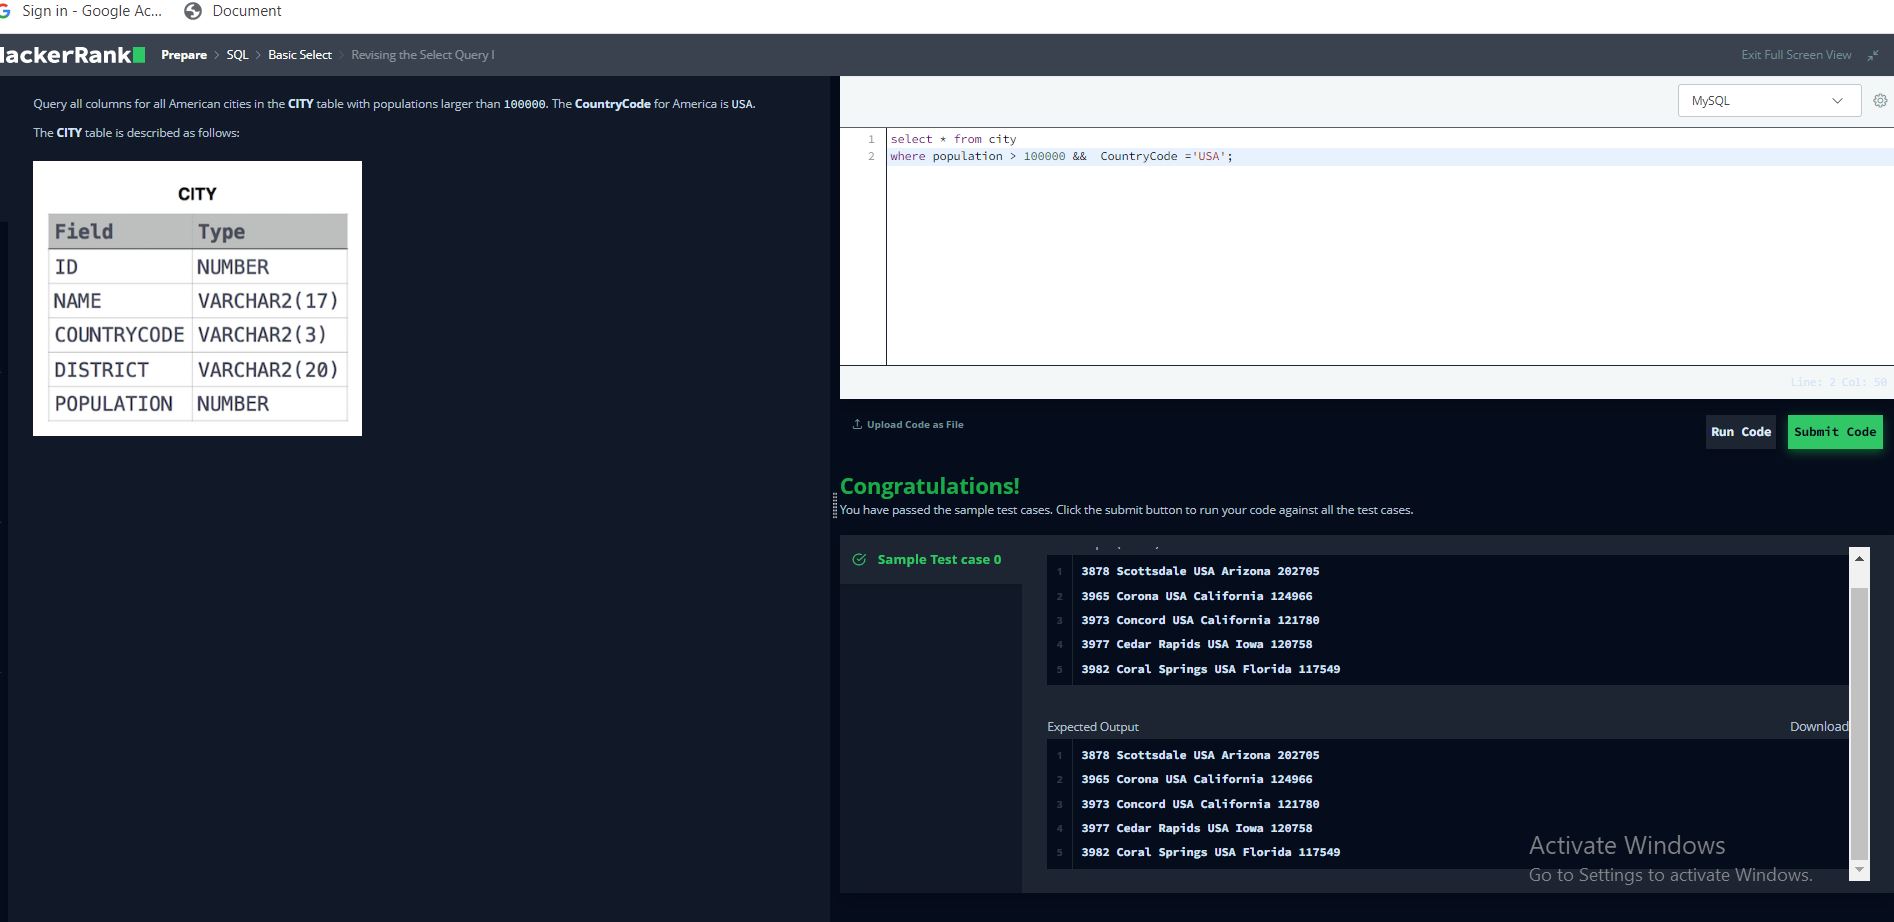 Sign in - Google Ac... Document
HackerRank Prepare > SQL > Basic Select > Revising the Select Query I Exit Full Screen View
Query all columns for all American cities in the CITY table with populations larger than 100000. The CountryCode for America is USA.
The CITY table is described as follows:
CITY
Field Type
ID NUMBER
NAME VARCHAR2(17)
COUNTRYCODE VARCHAR2(3)
DISTRICT VARCHAR2(20)
POPULATION NUMBER
MySQL
1 select * from city
2 where population > 100000 &&  CountryCode ='USA';
Line: 2 Col: 50
Upload Code as File
Run Code Submit Code
Congratulations!
You have passed the sample test cases. Click the submit button to run your code against all the test cases.
Sample Test case 0
1 3878 Scottsdale USA Arizona 202705
2 3965 Corona USA California 124966
3 3973 Concord USA California 121780
4 3977 Cedar Rapids USA Iowa 120758
5 3982 Coral Springs USA Florida 117549
Expected Output Download
1 3878 Scottsdale USA Arizona 202705
2 3965 Corona USA California 124966
3 3973 Concord USA California 121780
4 3977 Cedar Rapids USA Iowa 120758
5 3982 Coral Springs USA Florida 117549
Activate Windows
Go to Settings to activate Windows.